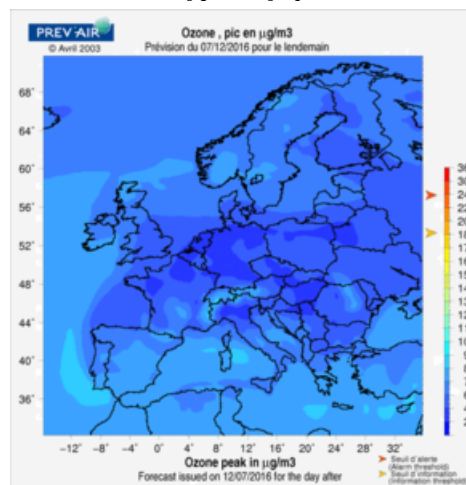 PREV'AIR
© Avril 2003
Ozone , pic en µg/m3
Prévision du 07/12/2016 pour le lendemain
68°
64°
60°
56°
52°
48°
44°
40°
36°
−12° −8° −4° 0° 4° 8° 12° 16° 20° 24° 28° 32°
Ozone peak in µg/m3
Forecast issued on 12/07/2016 for the day after
Seuil d'alerte
(Alarm threshold)
Seuil d'information
(Information threshold)